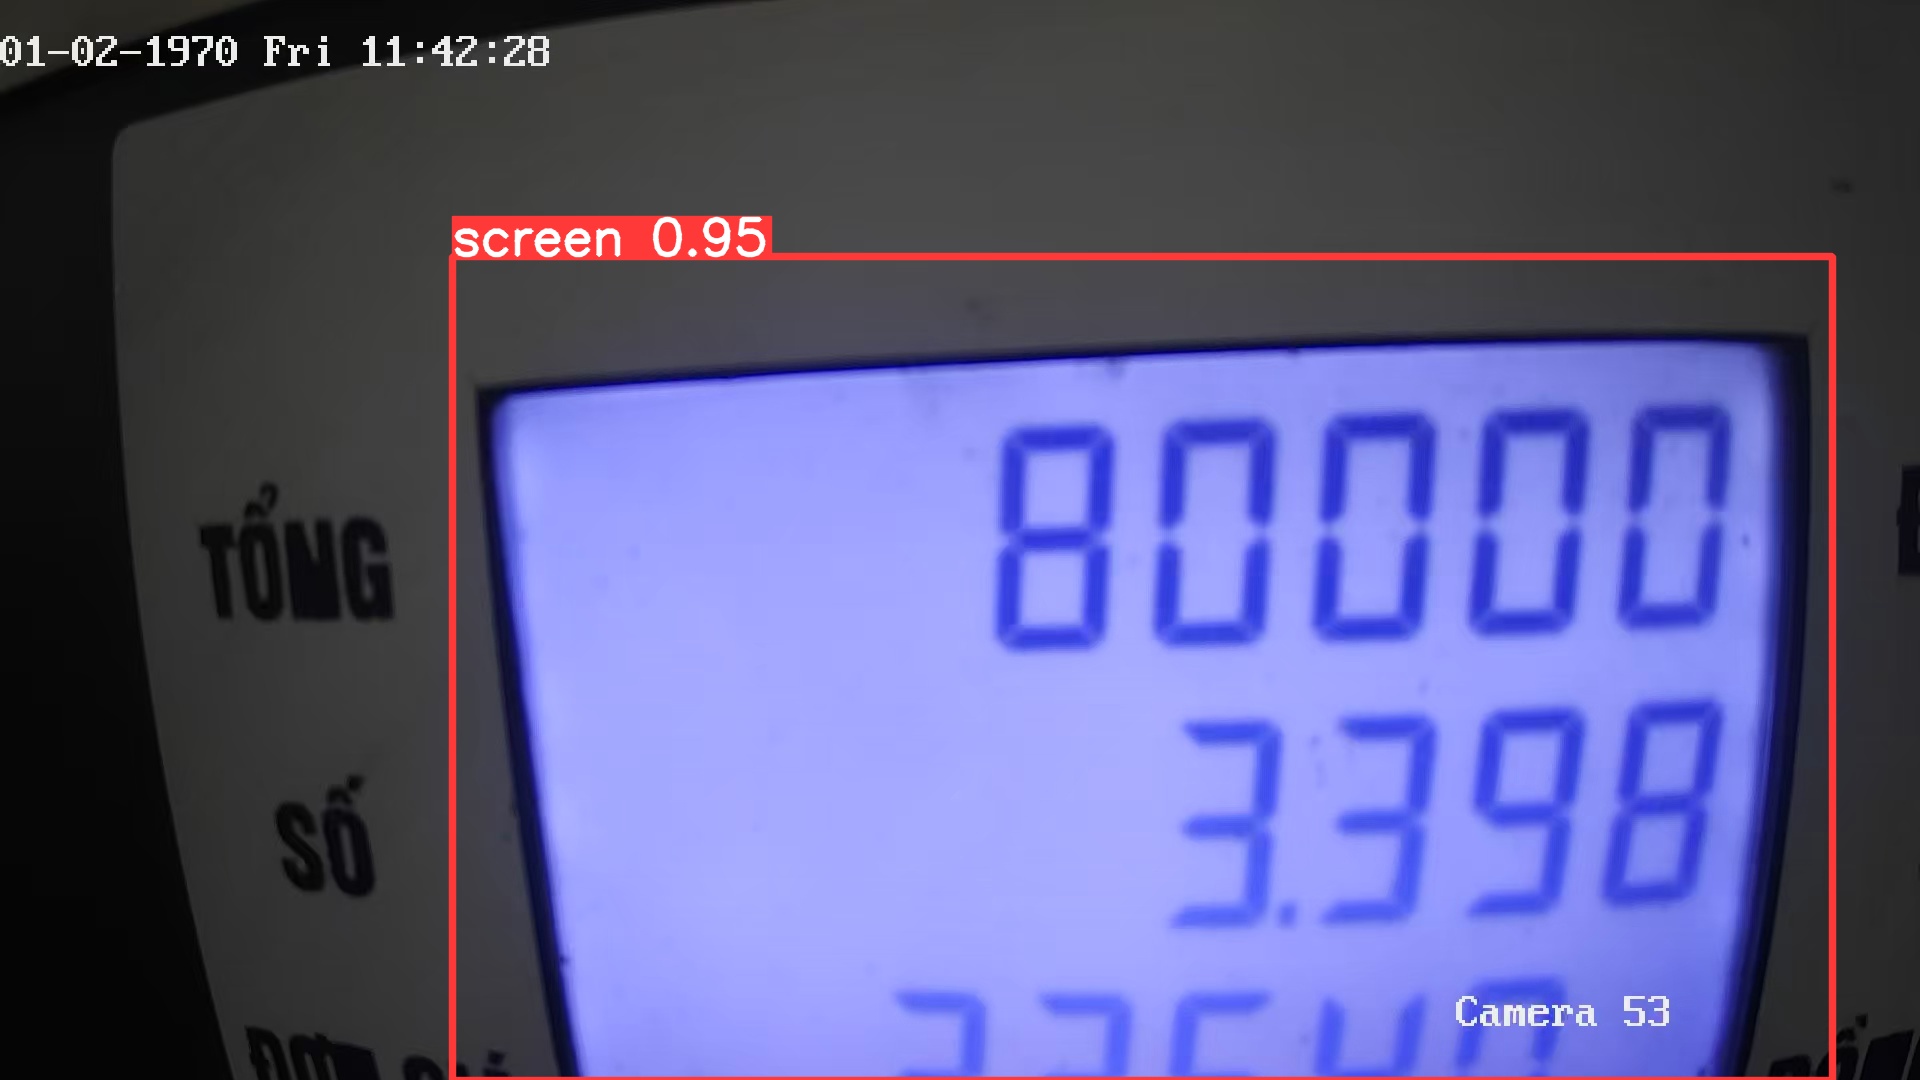 01-02-1970 Fri 11:42:28
screen 0.95
TỔNG 80000
SỐ 3.398
Camera 53